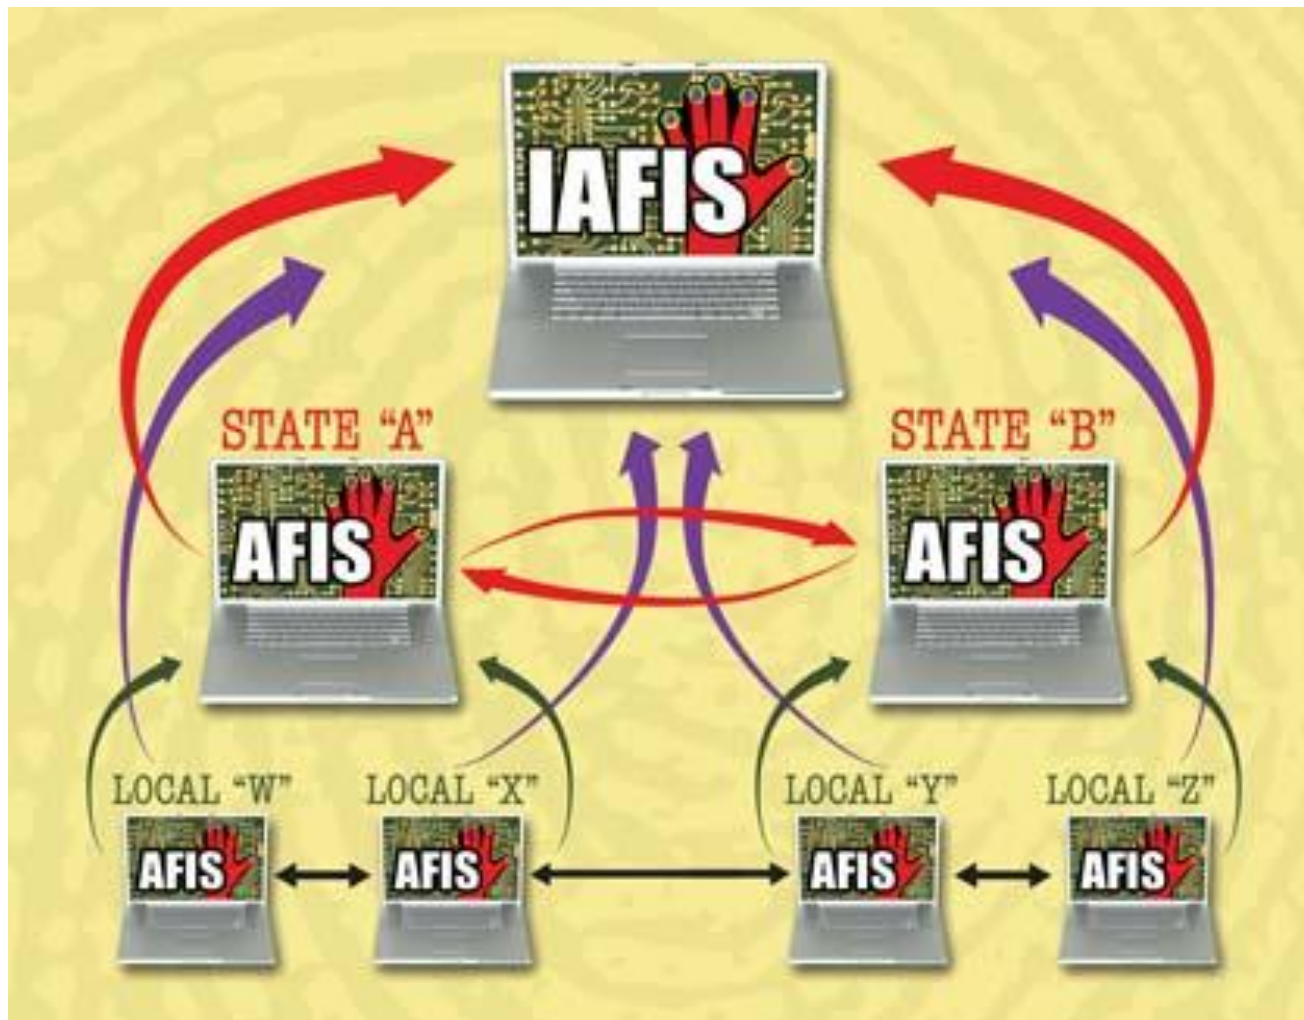 IAFIS
STATE “A”
STATE “B”
AFIS
AFIS
LOCAL “W”
LOCAL “X”
LOCAL “Y”
LOCAL “Z”
AFIS
AFIS
AFIS
AFIS